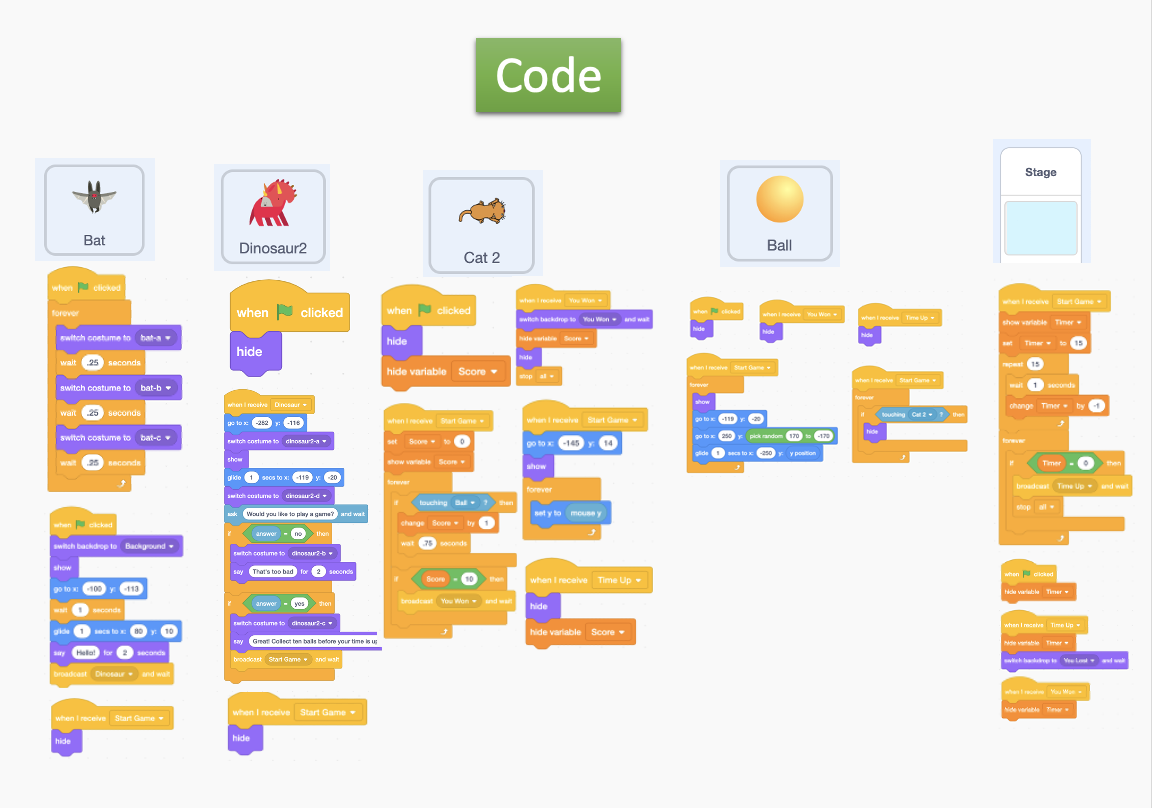 Code
Bat
when clicked
forever
switch costume to bat-a
wait .25 seconds
switch costume to bat-b
wait .25 seconds
switch costume to bat-c
wait .25 seconds
when clicked
switch backdrop to Background
show
go to x: -100 y: -113
wait 1 seconds
glide 1 secs to x: 80 y: 10
say Hello! for 2 seconds
broadcast Dinosaur and wait
when I receive Start Game
hide
Dinosaur2
when clicked
hide
when I receive Dinosaur
go to x: -252 y: -116
switch costume to dinosaur2-a
show
glide 1 secs to x: -119 y: -20
switch costume to dinosaur2-d
ask Would you like to play a game? and wait
if answer = no then
switch costume to dinosaur2-b
say That's too bad for 2 seconds
if answer = yes then
switch costume to dinosaur2-c
say Great! Collect ten balls before your time is up
broadcast Start Game and wait
when I receive Start Game
hide
Cat 2
when clicked
hide
hide variable Score
when I receive Start Game
set Score to 0
show variable Score
forever
if touching Ball ? then
change Score by 1
wait .75 seconds
if Score = 10 then
broadcast You Won and wait
when I receive You Won
switch backdrop to You Won and wait
hide variable Score
hide
stop all
when I receive Start Game
go to x: -145 y: 14
show
forever
set y to mouse y
when I receive Time Up
hide
hide variable Score
Ball
when clicked
hide
when I receive You Won
hide
when I receive Time Up
hide
when I receive Start Game
forever
show
go to x: -119 y: -20
go to x: 250 y: pick random 170 to -170
glide 1 secs to x: -250 y: y position
when I receive Start Game
forever
if touching Cat 2 ? then
hide
Stage
when I receive Start Game
show variable Timer
set Timer to 15
repeat 15
wait 1 seconds
change Timer by -1
forever
if Timer = 0 then
broadcast Time Up and wait
stop all
when clicked
hide variable Timer
when I receive Time Up
hide variable Timer
switch backdrop to You Lost and wait
when I receive You Won
hide variable Timer